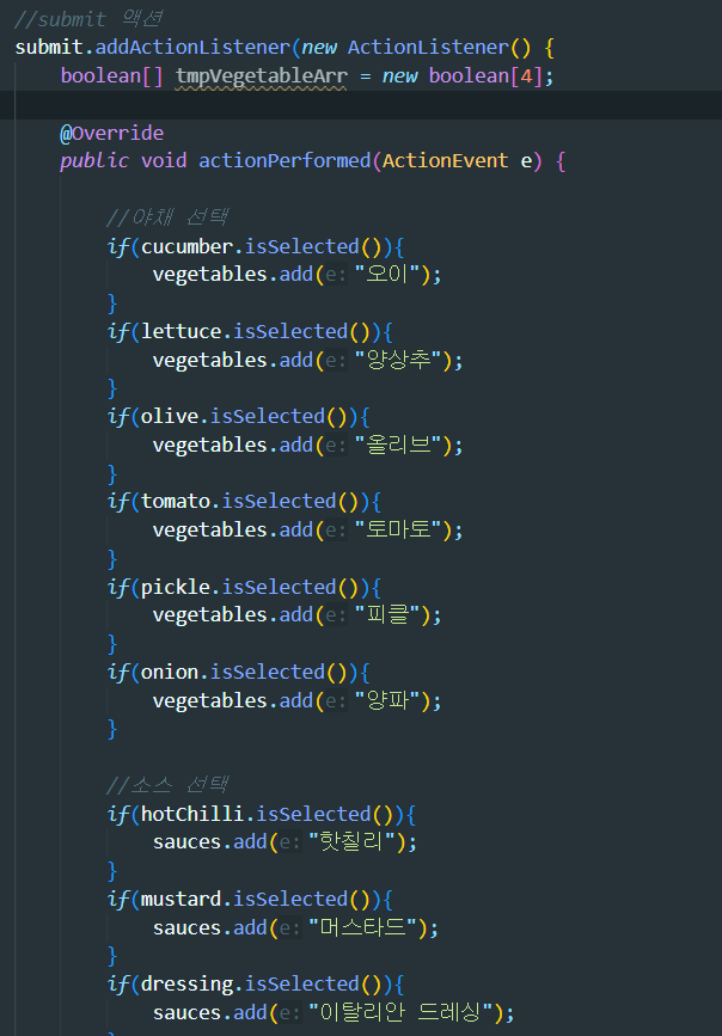 //submit 액션
submit.addActionListener(new ActionListener() {
boolean[] tmpVegetableArr = new boolean[4];
@Override
public void actionPerformed(ActionEvent e) {
//야채 선택
if(cucumber.isSelected()){
vegetables.add(e: "오이");
}
if(lettuce.isSelected()){
vegetables.add(e: "양상추");
}
if(olive.isSelected()){
vegetables.add(e: "올리브");
}
if(tomato.isSelected()){
vegetables.add(e: "토마토");
}
if(pickle.isSelected()){
vegetables.add(e: "피클");
}
if(onion.isSelected()){
vegetables.add(e: "양파");
}
//소스 선택
if(hotChilli.isSelected()){
sauces.add(e: "핫칠리");
}
if(mustard.isSelected()){
sauces.add(e: "머스타드");
}
if(dressing.isSelected()){
sauces.add(e: "이탈리안 드레싱");